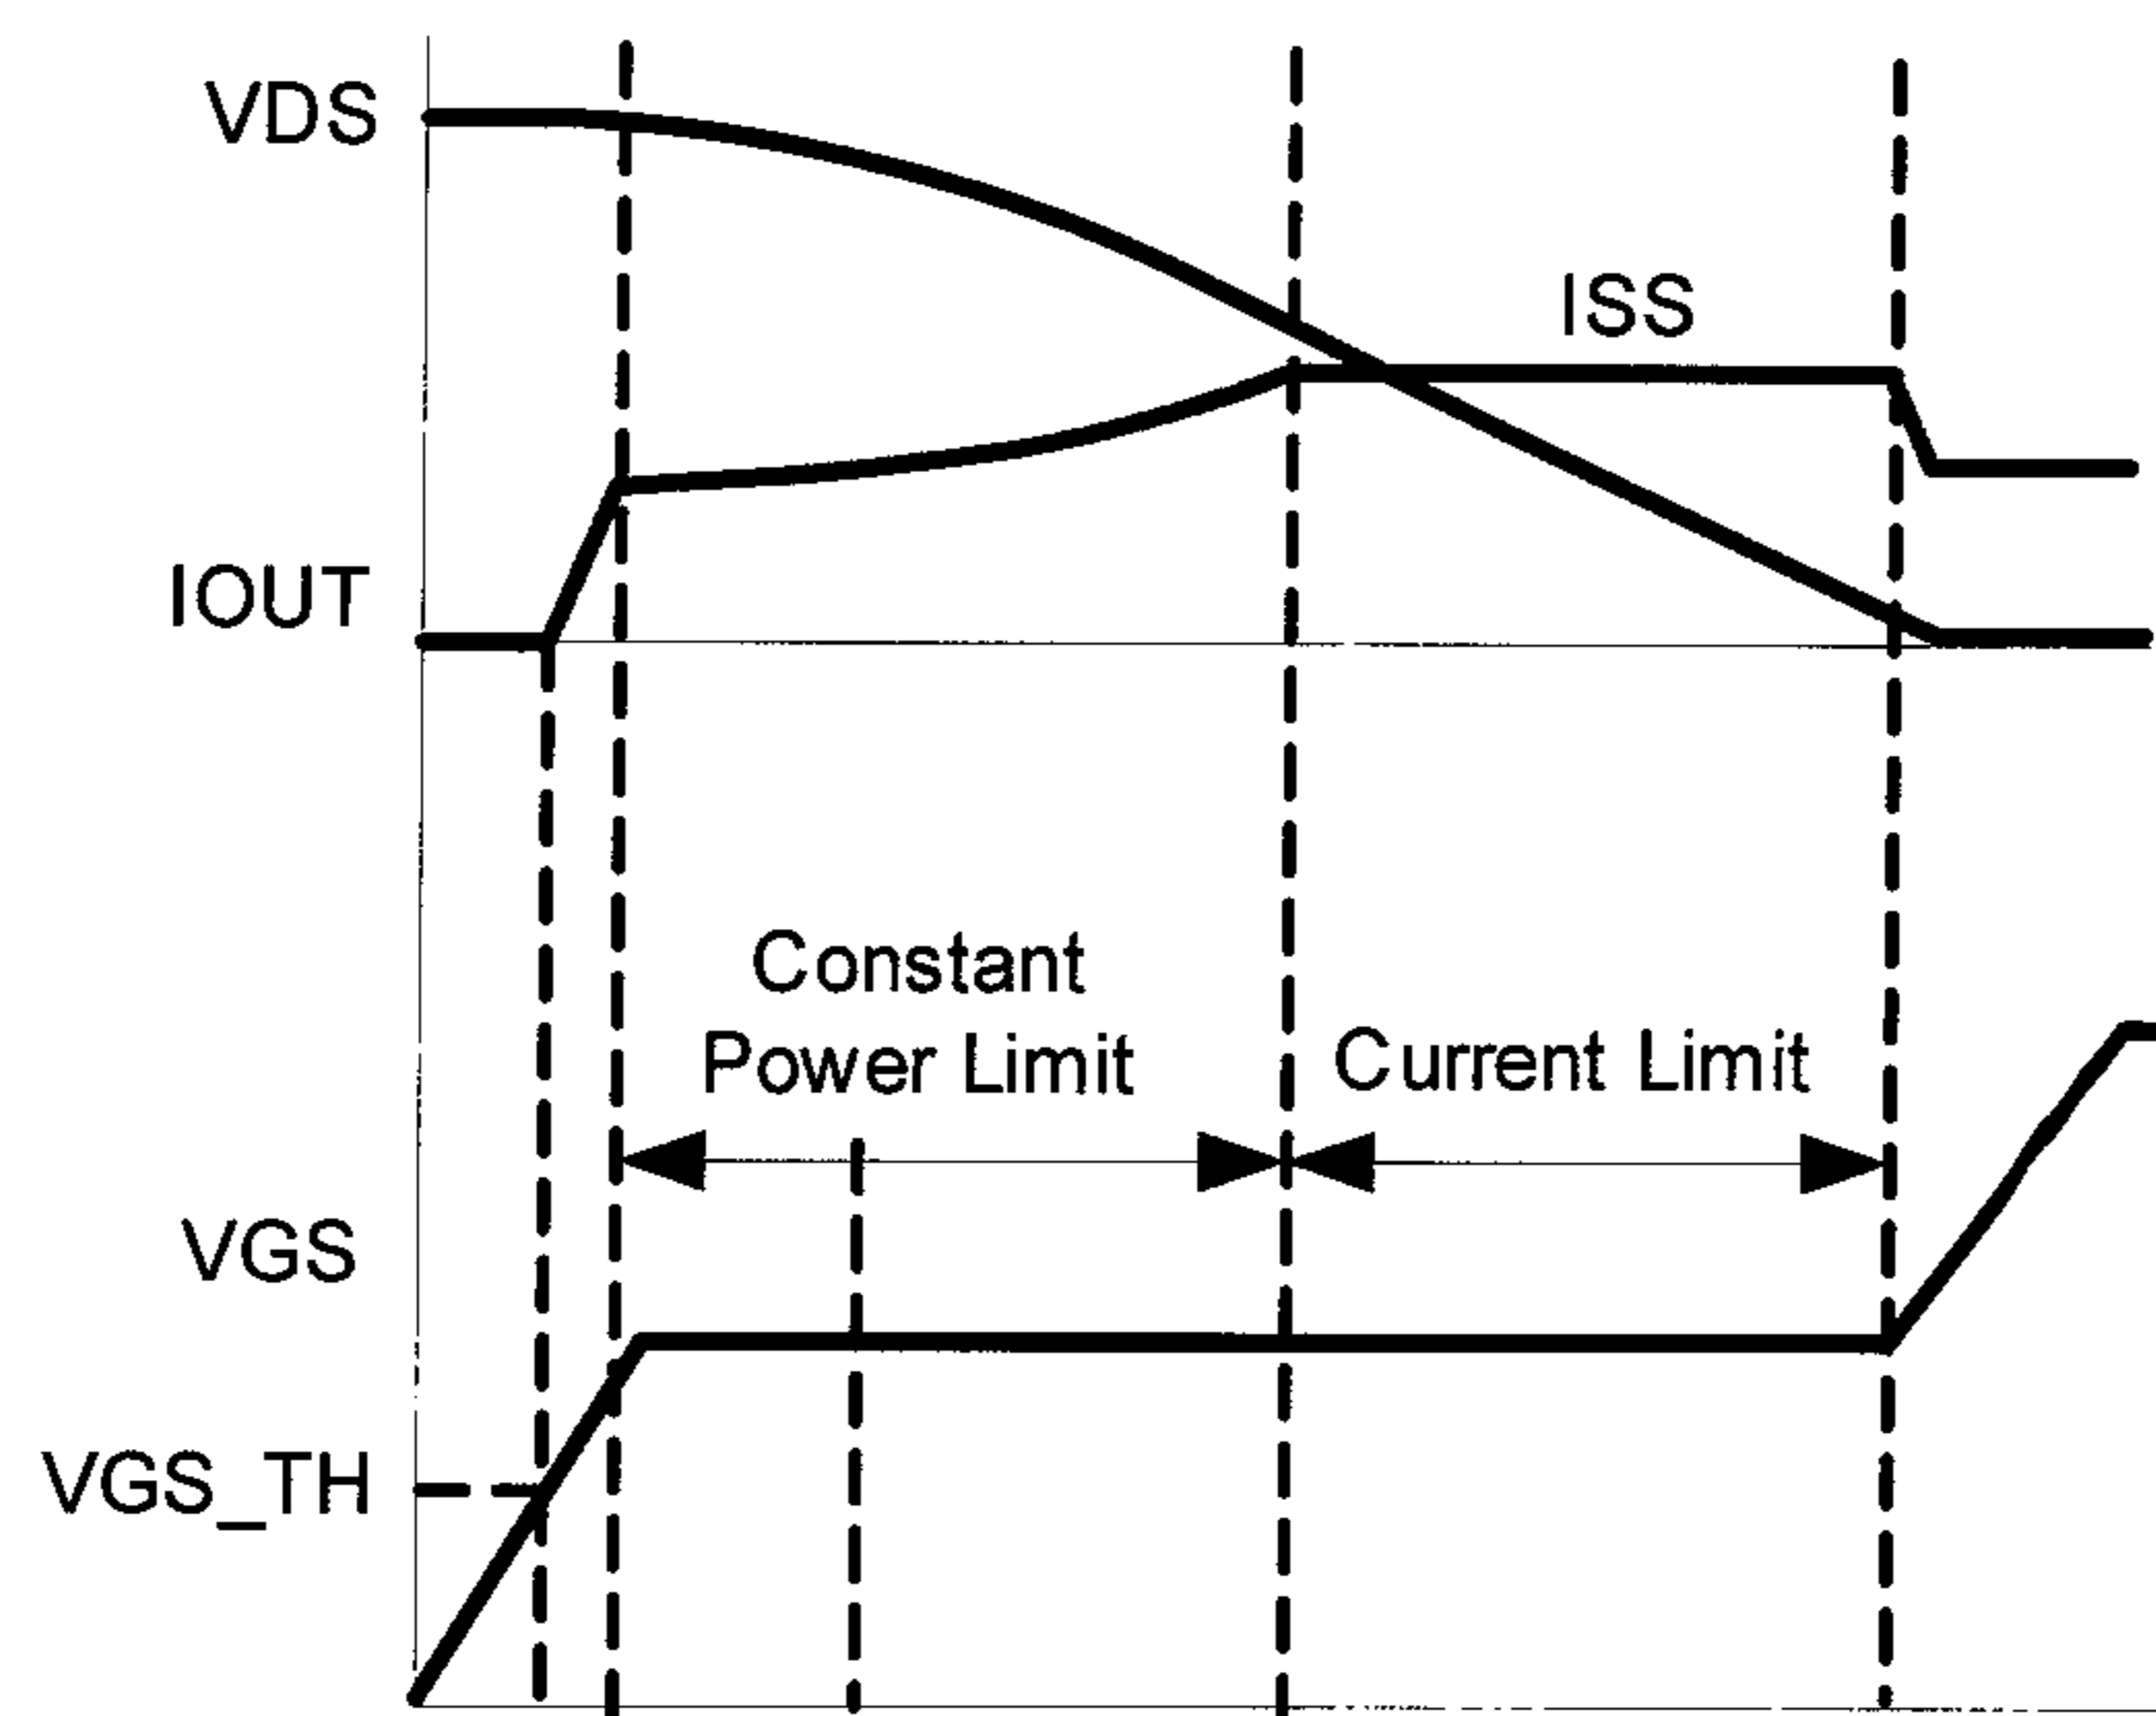 VDS
ISS
IOUT
Constant
Power Limit
Current Limit
VGS
VGS_TH